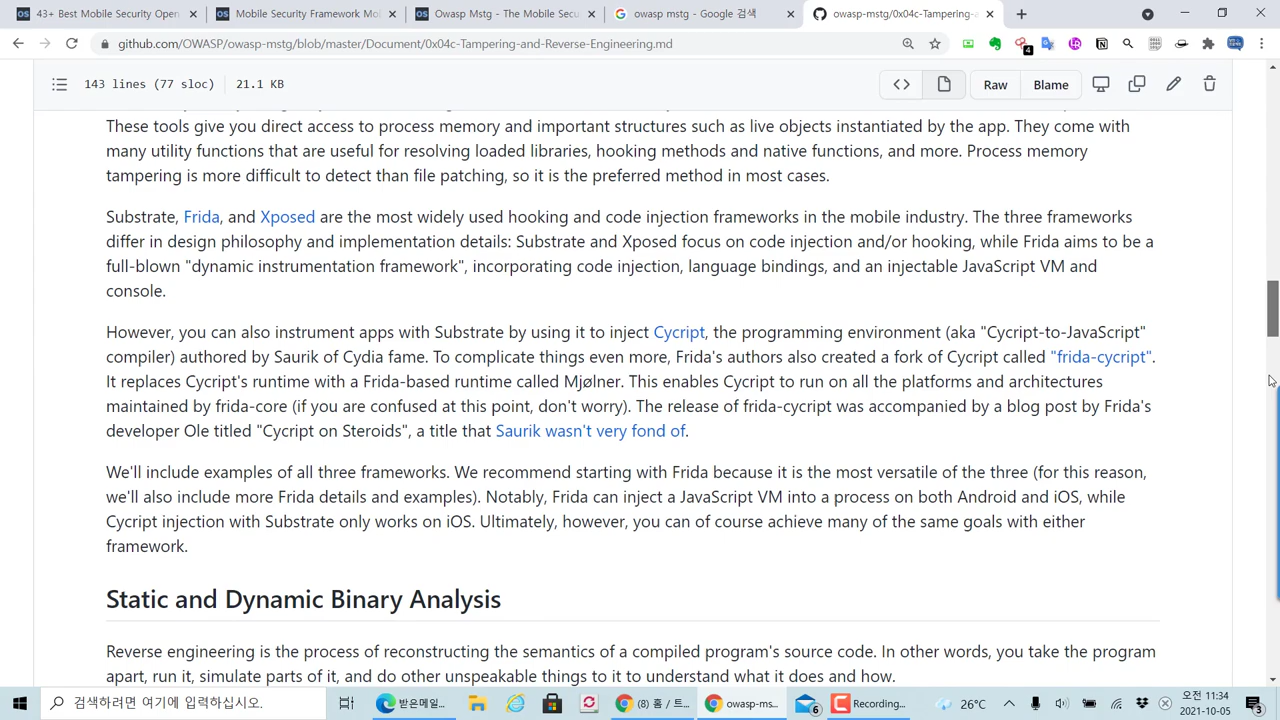 43+ Best Mobile Security Open
Mobile Security Framework Mo
Owasp Mstg - The Mobile Secu
owasp mstg - Google 검색
owasp-mstg/0x04c-Tampering-a
github.com/OWASP/owasp-mstg/blob/master/Document/0x04c-Tampering-and-Reverse-Engineering.md
4
143 lines (77 sloc) 21.1 KB
Raw
Blame
These tools give you direct access to process memory and important structures such as live objects instantiated by the app. They come with
many utility functions that are useful for resolving loaded libraries, hooking methods and native functions, and more. Process memory
tampering is more difficult to detect than file patching, so it is the preferred method in most cases.
Substrate, Frida, and Xposed are the most widely used hooking and code injection frameworks in the mobile industry. The three frameworks
differ in design philosophy and implementation details: Substrate and Xposed focus on code injection and/or hooking, while Frida aims to be a
full-blown "dynamic instrumentation framework", incorporating code injection, language bindings, and an injectable JavaScript VM and
console.
However, you can also instrument apps with Substrate by using it to inject Cycript, the programming environment (aka "Cycript-to-JavaScript"
compiler) authored by Saurik of Cydia fame. To complicate things even more, Frida's authors also created a fork of Cycript called "frida-cycript".
It replaces Cycript's runtime with a Frida-based runtime called Mjølner. This enables Cycript to run on all the platforms and architectures
maintained by frida-core (if you are confused at this point, don't worry). The release of frida-cycript was accompanied by a blog post by Frida's
developer Ole titled "Cycript on Steroids", a title that Saurik wasn't very fond of.
We'll include examples of all three frameworks. We recommend starting with Frida because it is the most versatile of the three (for this reason,
we'll also include more Frida details and examples). Notably, Frida can inject a JavaScript VM into a process on both Android and iOS, while
Cycript injection with Substrate only works on iOS. Ultimately, however, you can of course achieve many of the same goals with either
framework.
Static and Dynamic Binary Analysis
Reverse engineering is the process of reconstructing the semantics of a compiled program's source code. In other words, you take the program
apart, run it, simulate parts of it, and do other unspeakable things to it to understand what it does and how.
검색하려면 여기에 입력하십시오.
받은메일...
(8) 홈 / 트...
owasp-ms...
6
Recording...
26°C
오전 11:34
2021-10-05
3